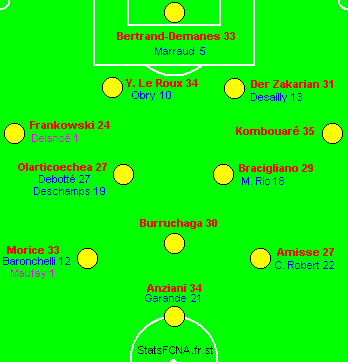 Bertrand-Demanes 33
Marraud 5
Y. Le Roux 34
Obry 10
Der Zakarian 31
Desailly 13
Frankowski 24
Delanoë 1
Kombouaré 35
Olarticoechea 27
Debotté 27
Deschamps 19
Bracigliano 29
M. Rio 18
Burruchaga 30
Morice 33
Baronchelli 12
Maufay 1
Amisse 27
C. Robert 22
Anziani 34
Garande 21
StatsFCNA.fr.st